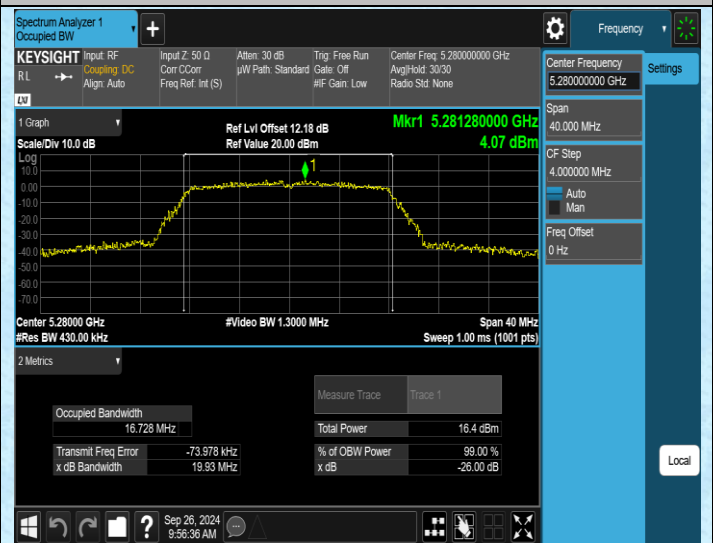 Spectrum Analyzer 1
Occupied BW
Frequency
KEYSIGHT
RL
LXI
Input: RF
Coupling: DC
Align: Auto
Input Z: 50 Ω
Corr CCorr
Freq Ref: Int (S)
Atten: 30 dB
µW Path: Standard
Trig: Free Run
Gate: Off
#IF Gain: Low
Center Freq: 5.280000000 GHz
Avg|Hold: 30/30
Radio Std: None
Center Frequency
5.280000000 GHz
Settings
Span
40.000 MHz
CF Step
4.000000 MHz
Auto
Man
Freq Offset
0 Hz
1 Graph
Scale/Div 10.0 dB
Ref Lvl Offset 12.18 dB
Ref Value 20.00 dBm
Mkr1 5.281280000 GHz
4.07 dBm
Log
10.0
0.00
-10.0
-20.0
-30.0
-40.0
-50.0
-60.0
-70.0
1
Center 5.28000 GHz
#Res BW 430.00 kHz
#Video BW 1.3000 MHz
Span 40 MHz
Sweep 1.00 ms (1001 pts)
2 Metrics
Measure Trace
Trace 1
Occupied Bandwidth
16.728 MHz
Total Power
16.4 dBm
Transmit Freq Error
-73.978 kHz
% of OBW Power
99.00 %
x dB Bandwidth
19.93 MHz
x dB
-26.00 dB
Local
?
Sep 26, 2024
9:56:36 AM